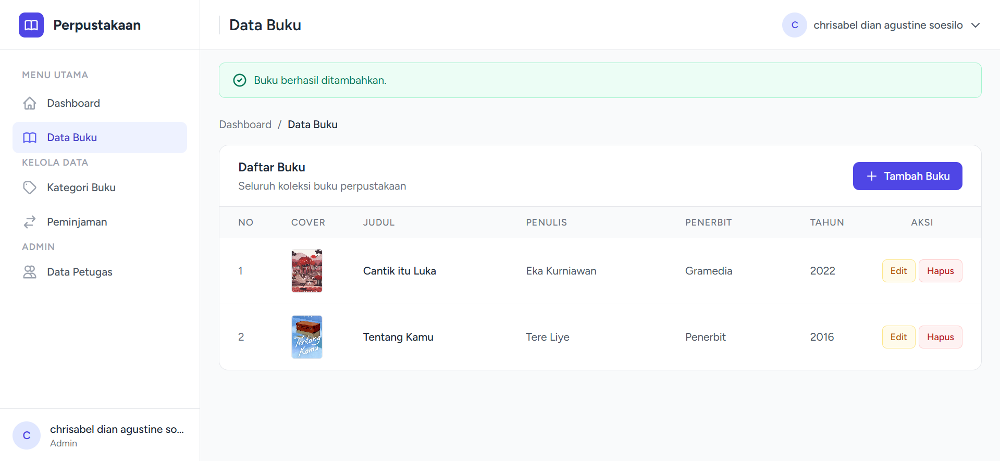 Perpustakaan
Data Buku
C
chrisabel dian agustine soesilo
MENU UTAMA
Dashboard
Data Buku
KELOLA DATA
Kategori Buku
Peminjaman
ADMIN
Data Petugas
C
chrisabel dian agustine so...
Admin
Buku berhasil ditambahkan.
Dashboard / Data Buku
Daftar Buku
Seluruh koleksi buku perpustakaan
Tambah Buku
NO COVER JUDUL PENULIS PENERBIT TAHUN AKSI
1 Cantik itu Luka Eka Kurniawan Gramedia 2022 Edit Hapus
2 Tentang Kamu Tere Liye Penerbit 2016 Edit Hapus
Tentang
Kamu